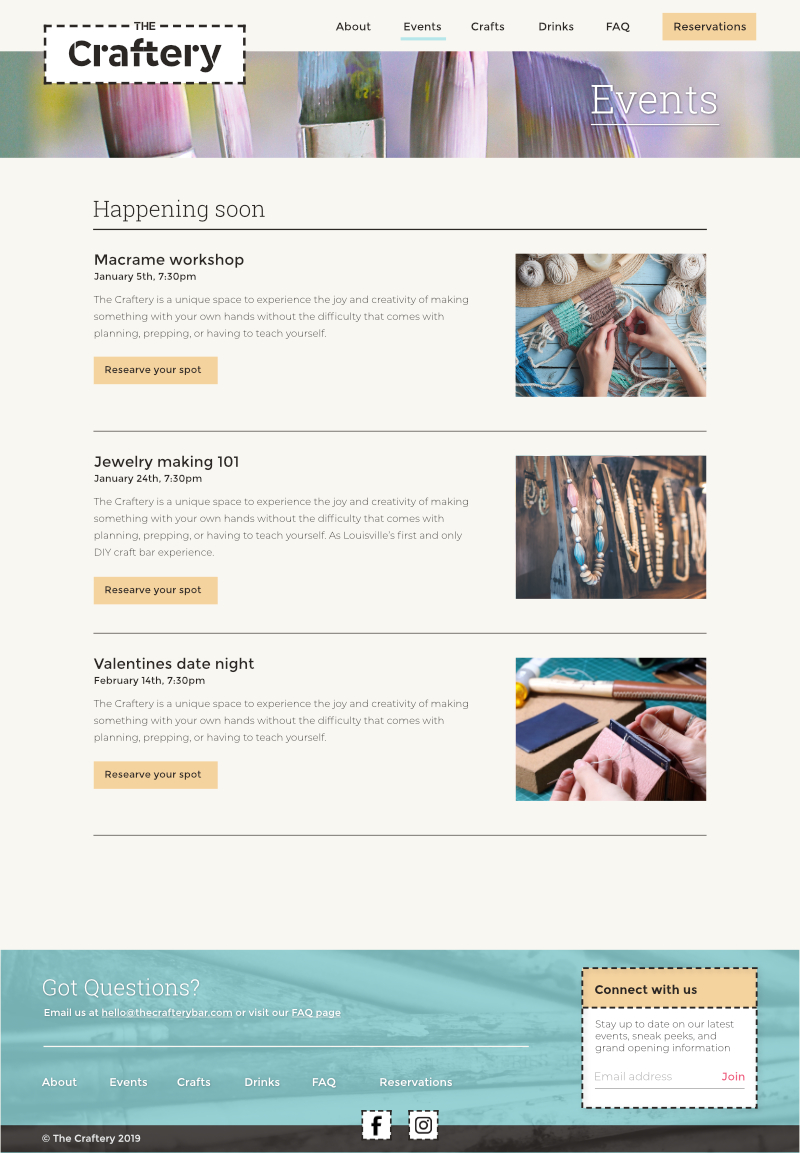 THE
Craftery
About Events Crafts Drinks FAQ Reservations
Events
Happening soon
Macrame workshop
January 5th, 7:30pm
The Craftery is a unique space to experience the joy and creativity of making
something with your own hands without the difficulty that comes with
planning, prepping, or having to teach yourself.
Researve your spot
Jewelry making 101
January 24th, 7:30pm
The Craftery is a unique space to experience the joy and creativity of making
something with your own hands without the difficulty that comes with
planning, prepping, or having to teach yourself. As Louisville's first and only
DIY craft bar experience.
Researve your spot
Valentines date night
February 14th, 7:30pm
The Craftery is a unique space to experience the joy and creativity of making
something with your own hands without the difficulty that comes with
planning, prepping, or having to teach yourself.
Researve your spot
Got Questions?
Email us at hello@thecrafterybar.com or visit our FAQ page
About Events Crafts Drinks FAQ Reservations
Connect with us
Stay up to date on our latest
events, sneak peeks, and
grand opening information
Email address Join
© The Craftery 2019